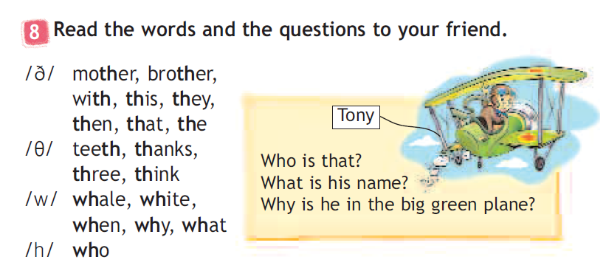 8 Read the words and the questions to your friend.
/ð/ mother, brother,
with, this, they,
then, that, the
/θ/ teeth, thanks,
three, think
/w/ whale, white,
when, why, what
/h/ who
Tony
Who is that?
What is his name?
Why is he in the big green plane?